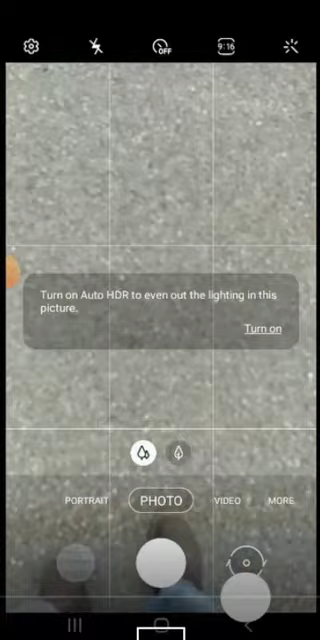 OFF
9:16
Turn on Auto HDR to even out the lighting in this
picture.
Turn on
PORTRAIT
PHOTO
VIDEO
MORE